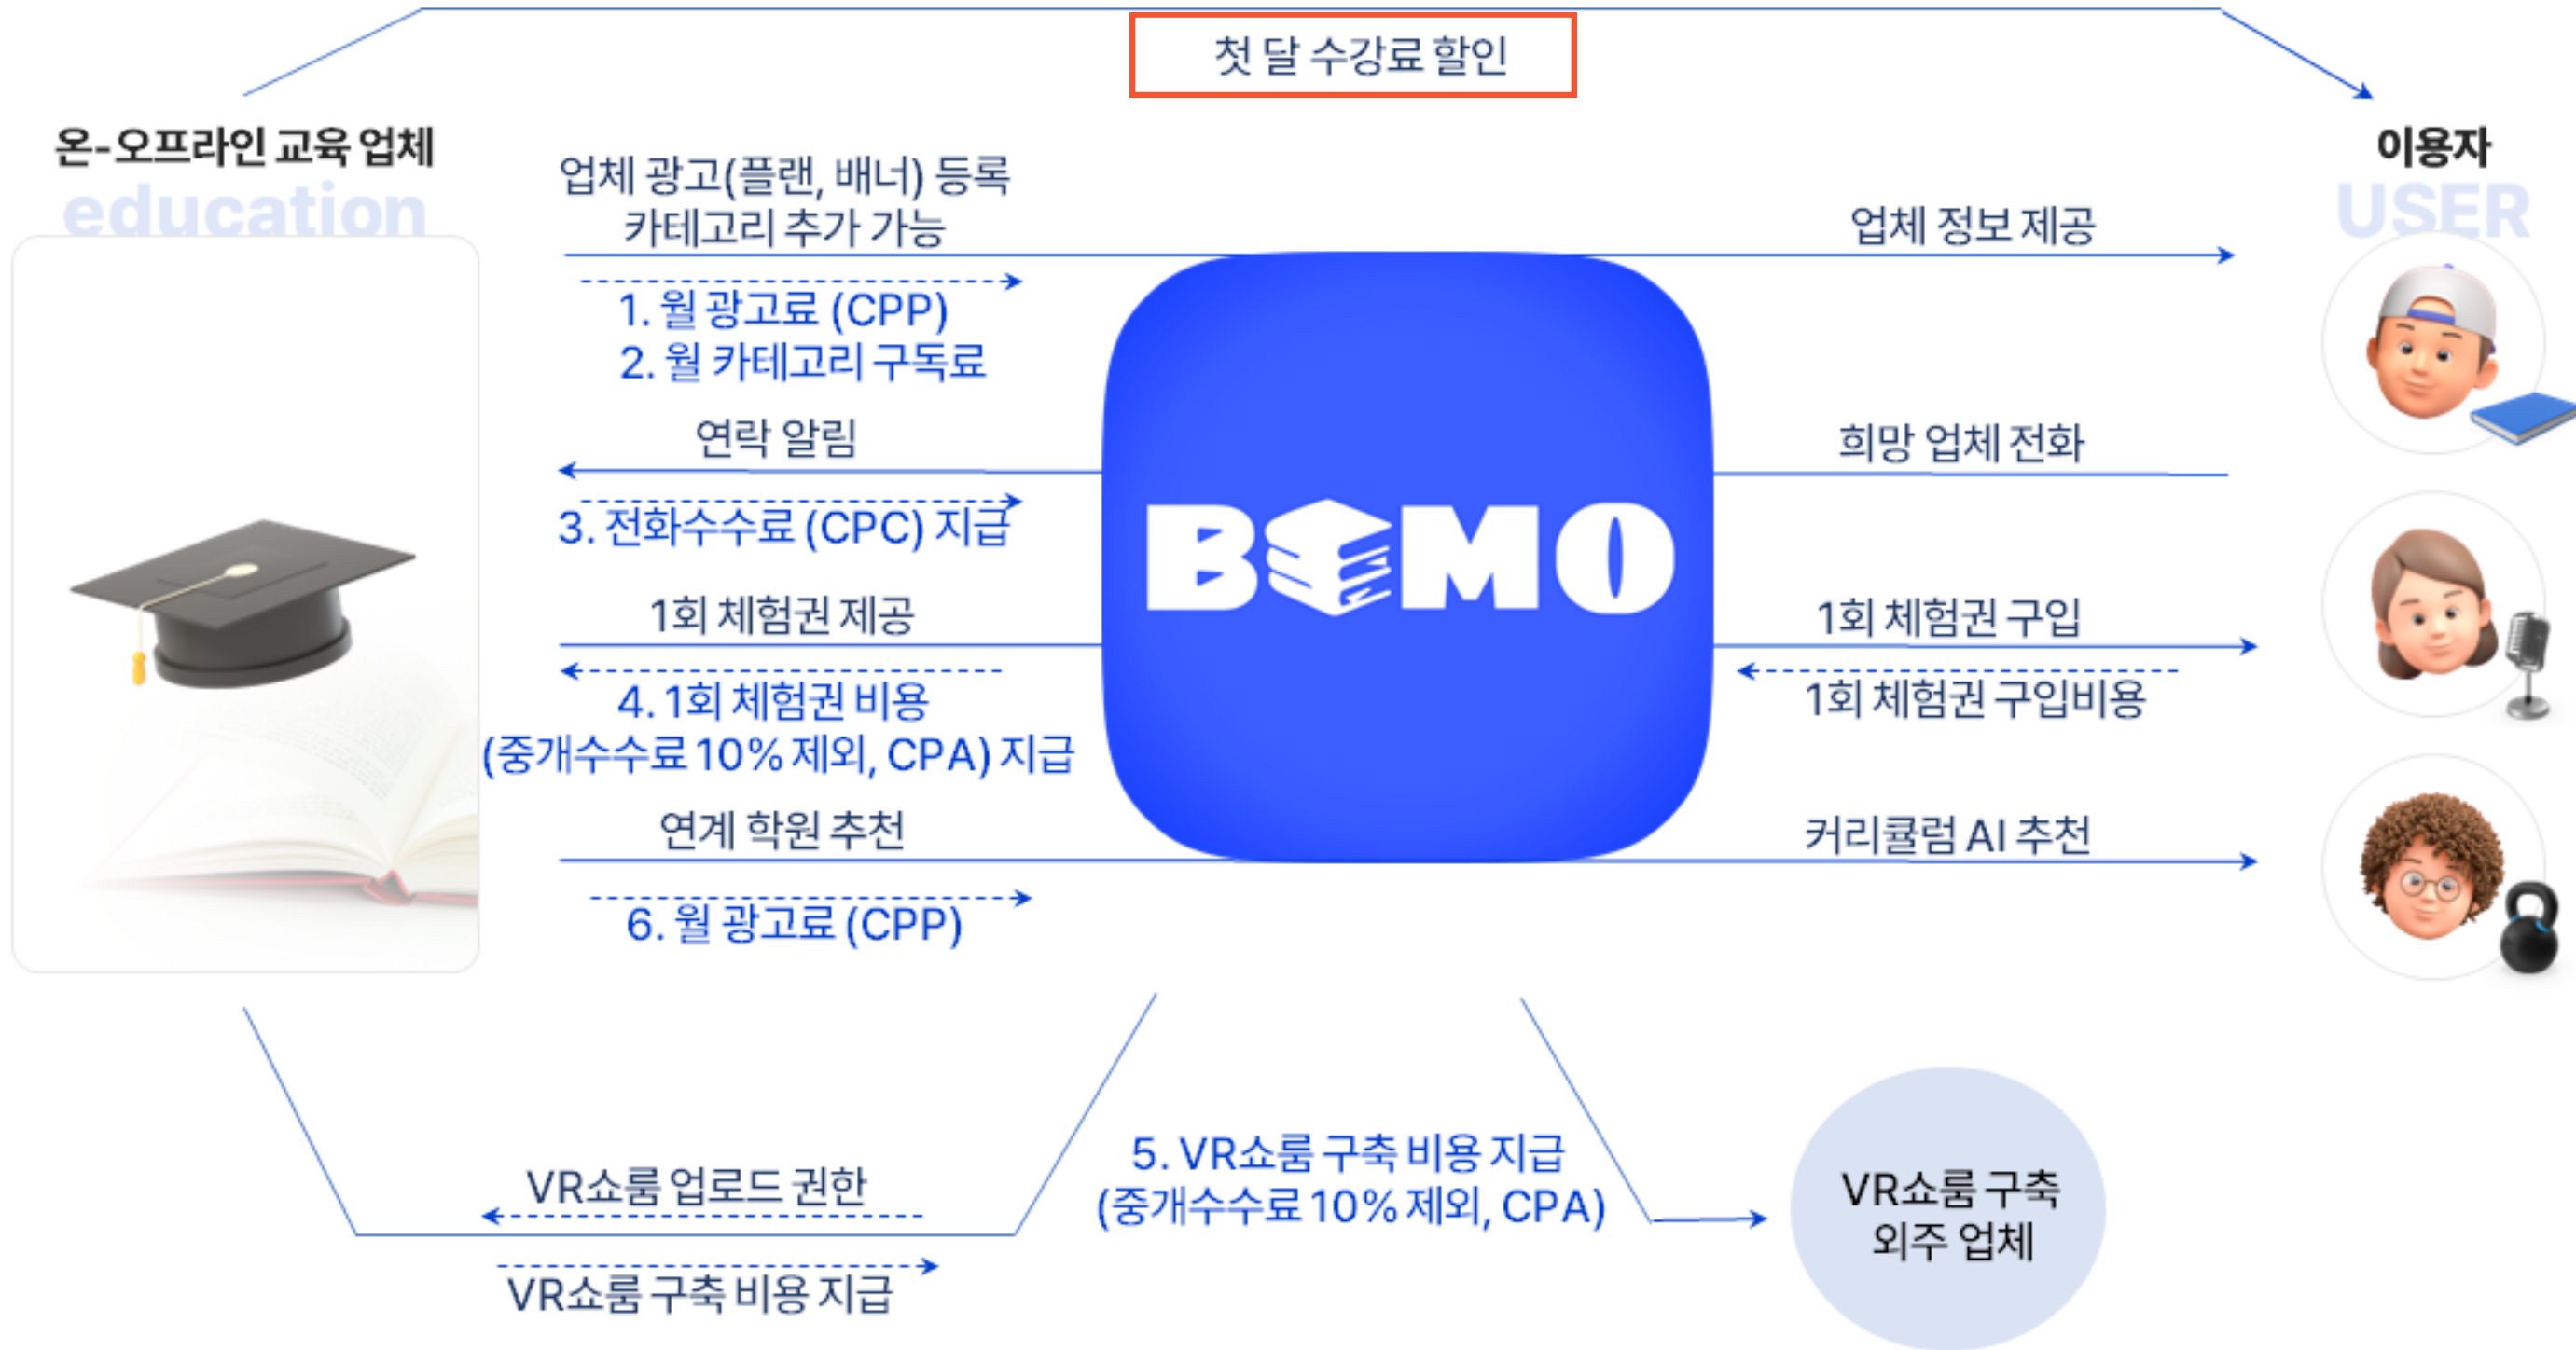 첫 달 수강료 할인
온-오프라인 교육 업체
education
이용자
USER
업체 광고(플랜, 배너) 등록
카테고리 추가 가능
업체 정보 제공
1. 월 광고료 (CPP)
2. 월 카테고리 구독료
연락 알림
희망 업체 전화
3. 전화수수료 (CPC) 지급
BEMO
1회 체험권 제공
1회 체험권 구입
4. 1회 체험권 비용
(중개수수료 10% 제외, CPA) 지급
1회 체험권 구입비용
연계 학원 추천
커리큘럼 AI 추천
6. 월 광고료 (CPP)
VR쇼룸 업로드 권한
VR쇼룸 구축 비용 지급
5. VR쇼룸 구축 비용 지급
(중개수수료 10% 제외, CPA)
VR쇼룸 구축
외주 업체